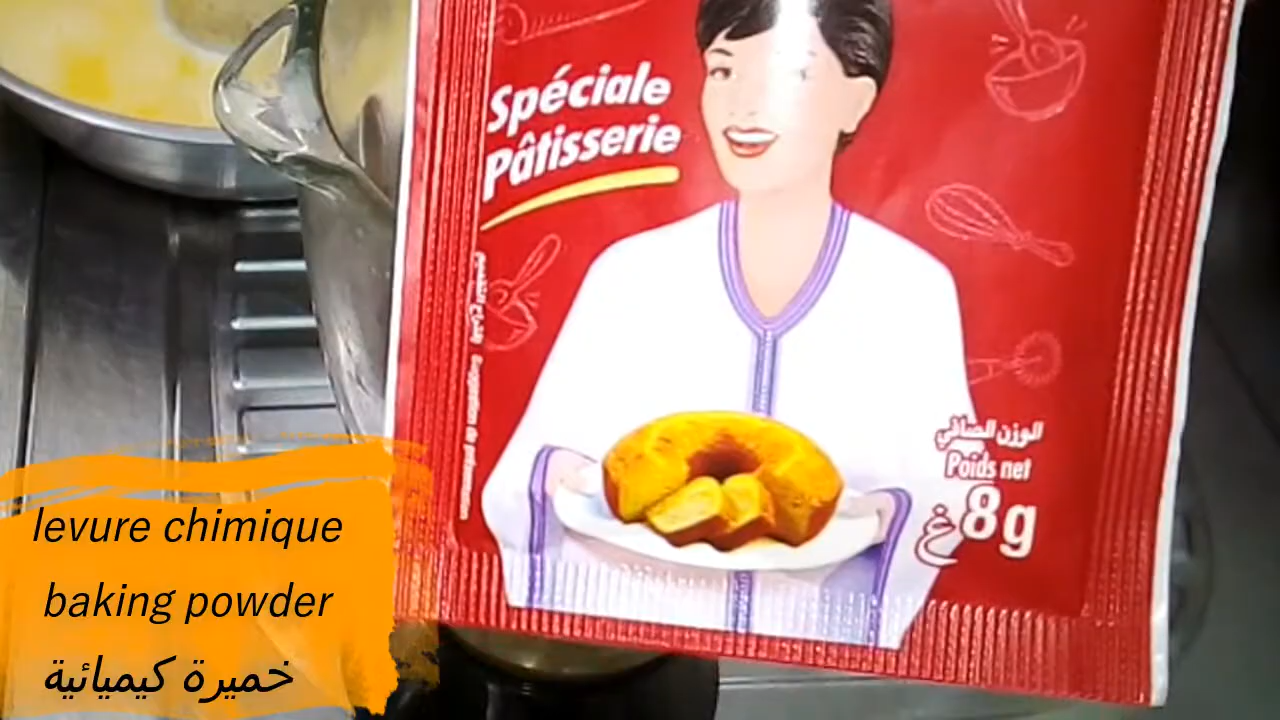 Spéciale
Pâtisserie
الوزن الصافي
Poids net
8g غ
levure chimique
baking powder
خميرة كيميائية